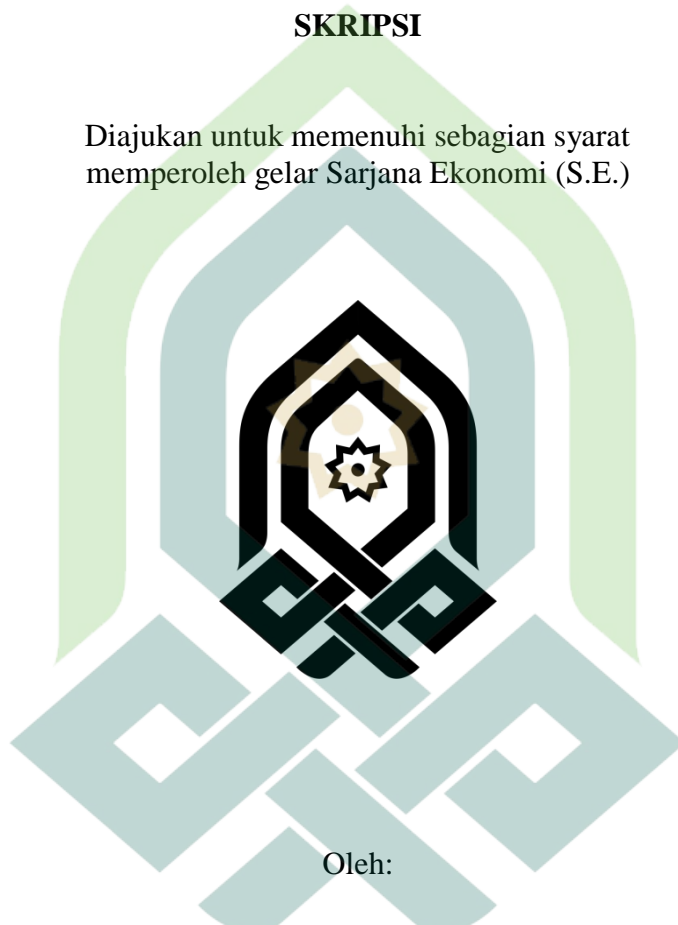 SKRIPSI
Diajukan untuk memenuhi sebagian syarat
memperoleh gelar Sarjana Ekonomi (S.E.)
Oleh: